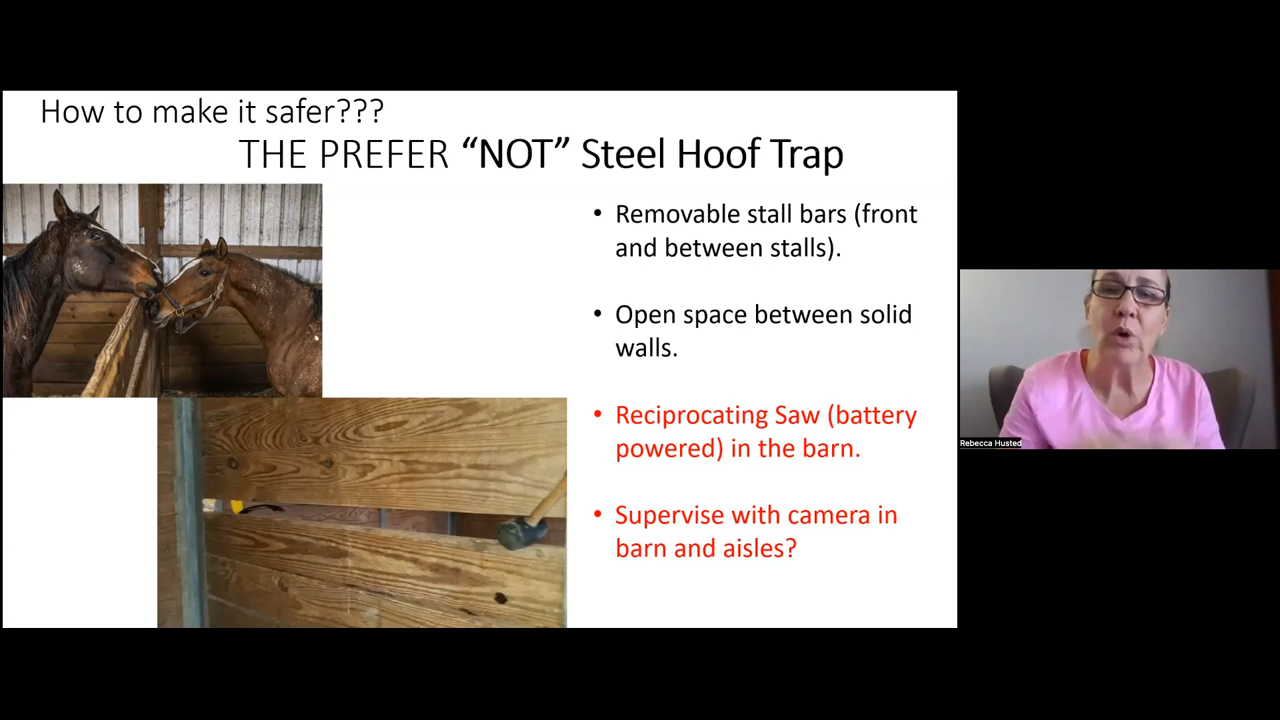 How to make it safer???
THE PREFER “NOT” Steel Hoof Trap
• Removable stall bars (front
and between stalls).
• Open space between solid
walls.
• Reciprocating Saw (battery
powered) in the barn.
• Supervise with camera in
barn and aisles?
Rebecca Husted